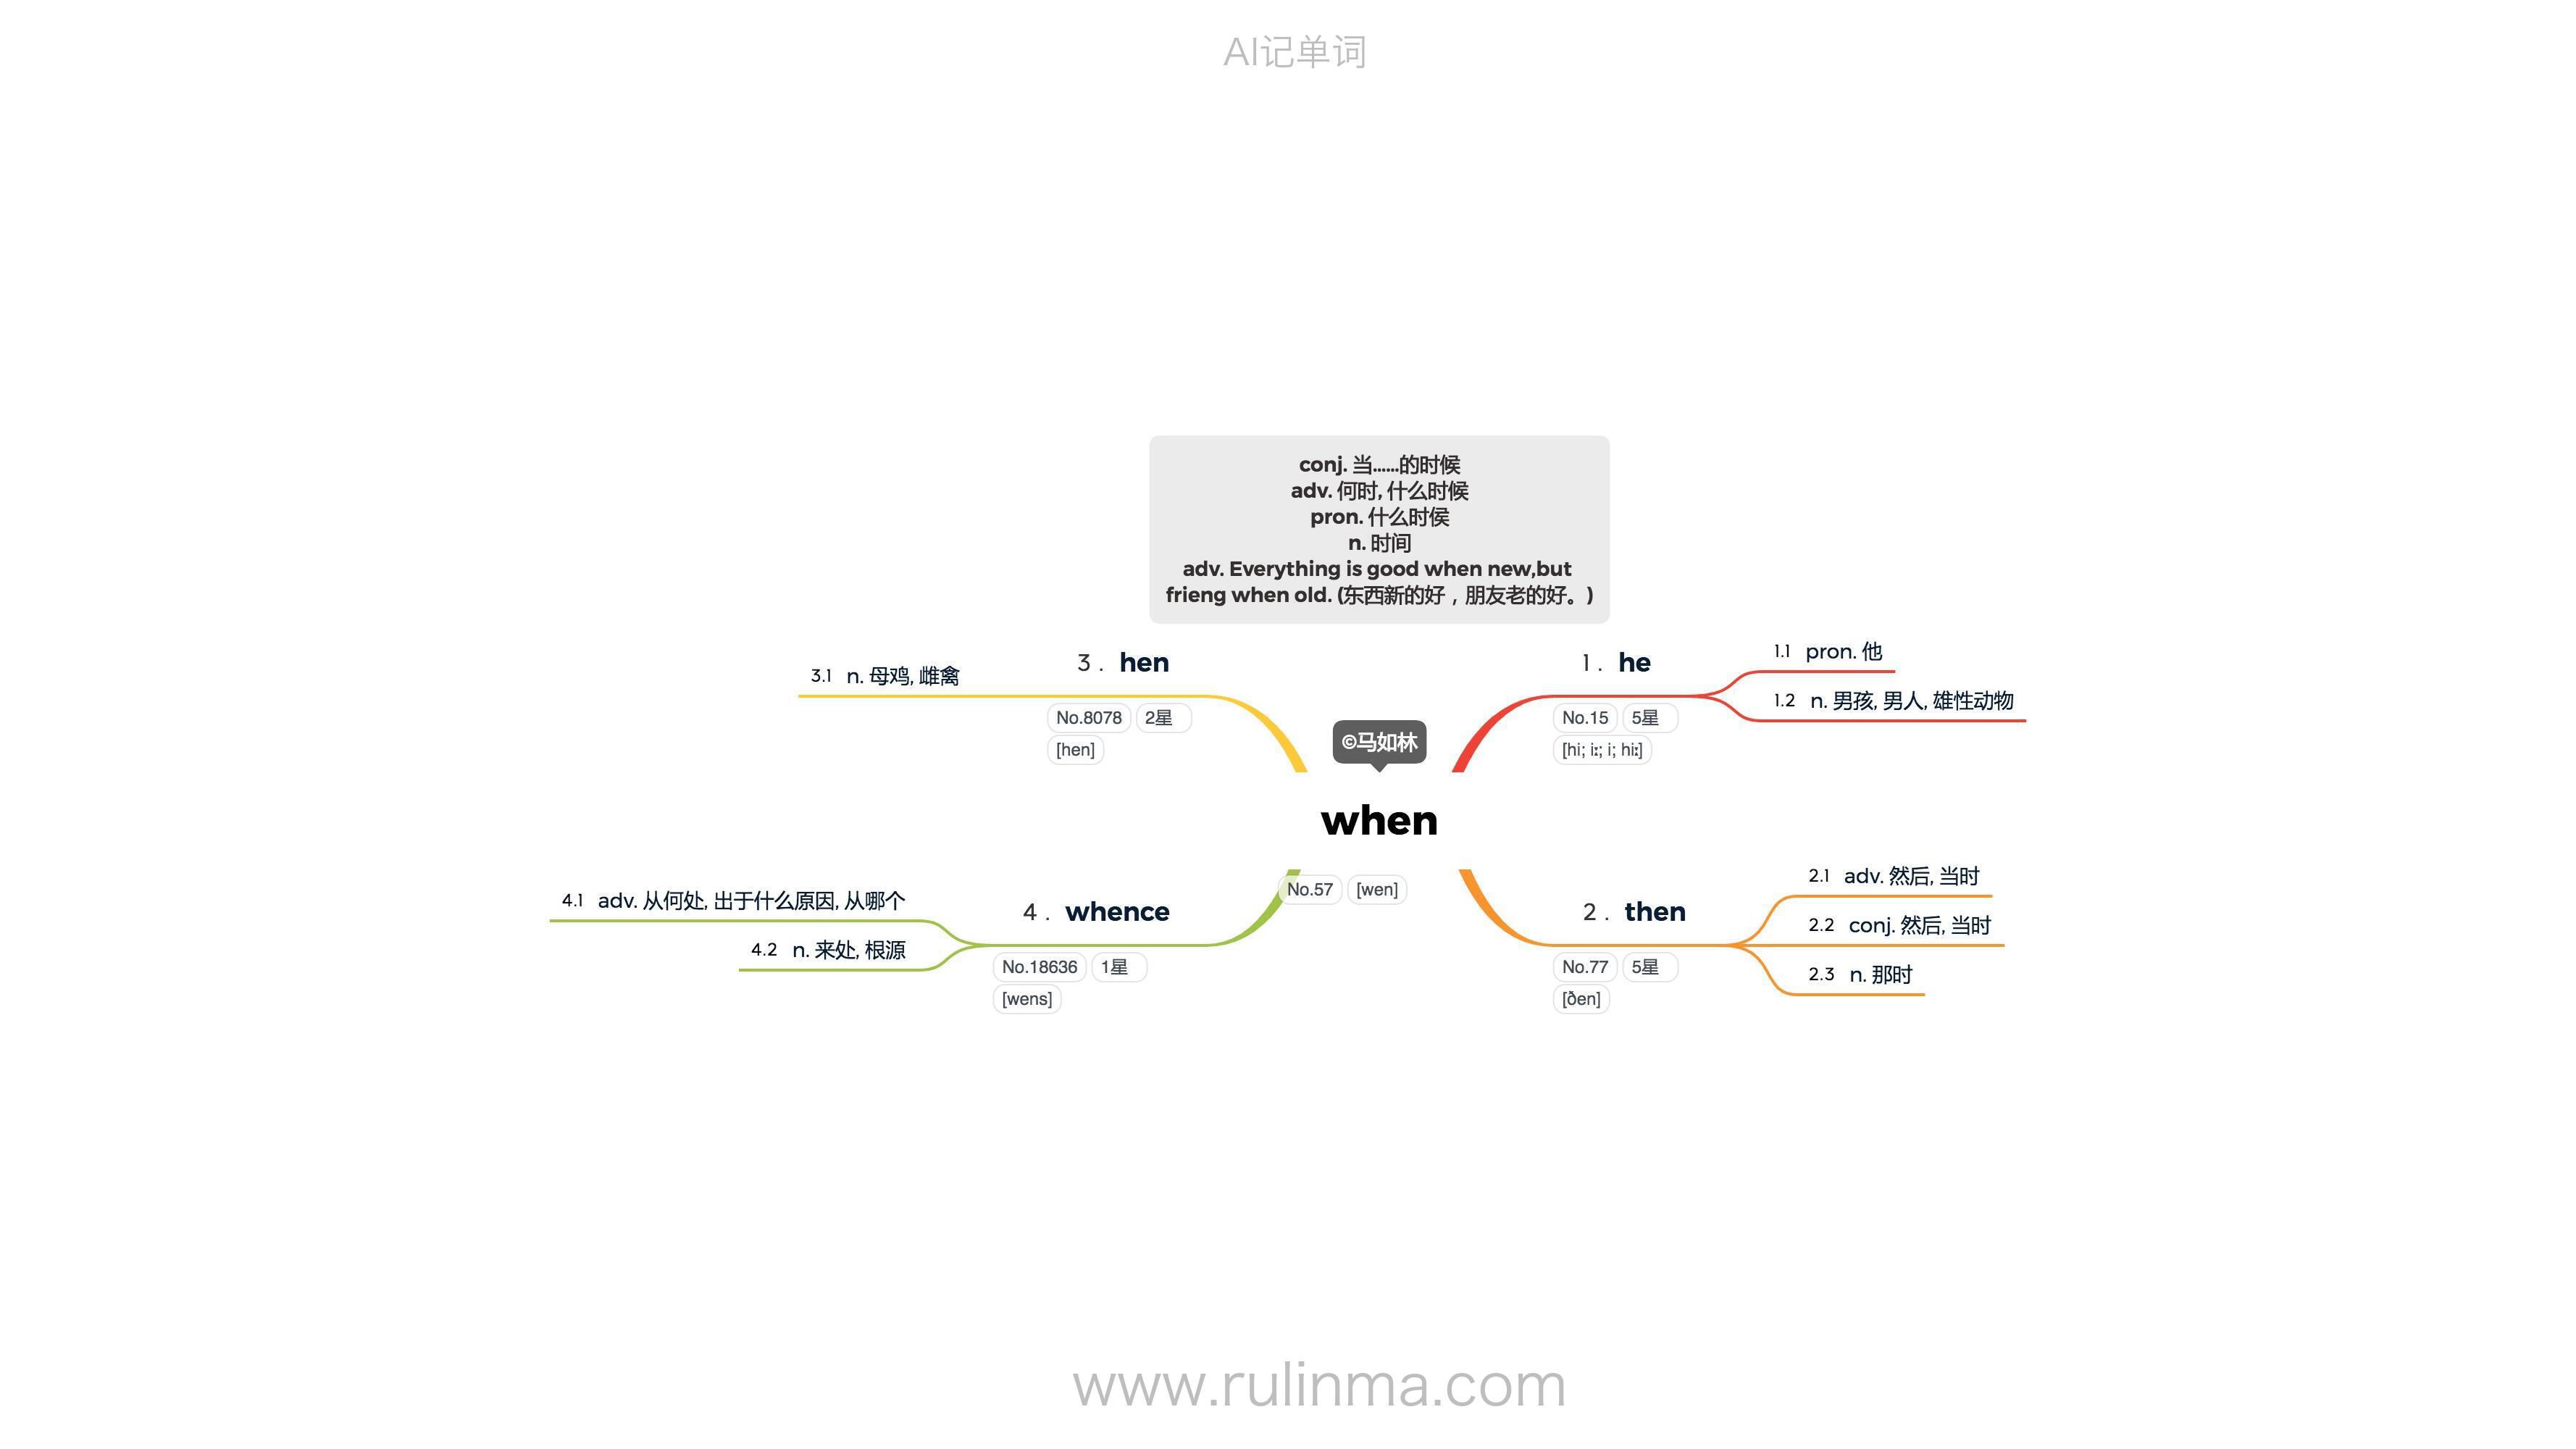 AI记单词
conj. 当……的时候
adv. 何时, 什么时候
pron. 什么时侯
n. 时间
adv. Everything is good when new,but
frieng when old. (东西新的好，朋友老的好。)
©马如林
when
No.57 [wen]
1. he
No.15 5星
[hi; iː; i; hiː]
1.1 pron. 他
1.2 n. 男孩, 男人, 雄性动物
2. then
No.77 5星
[ðen]
2.1 adv. 然后, 当时
2.2 conj. 然后, 当时
2.3 n. 那时
3. hen
No.8078 2星
[hen]
3.1 n. 母鸡, 雌禽
4. whence
No.18636 1星
[wens]
4.1 adv. 从何处, 出于什么原因, 从哪个
4.2 n. 来处, 根源
www.rulinma.com